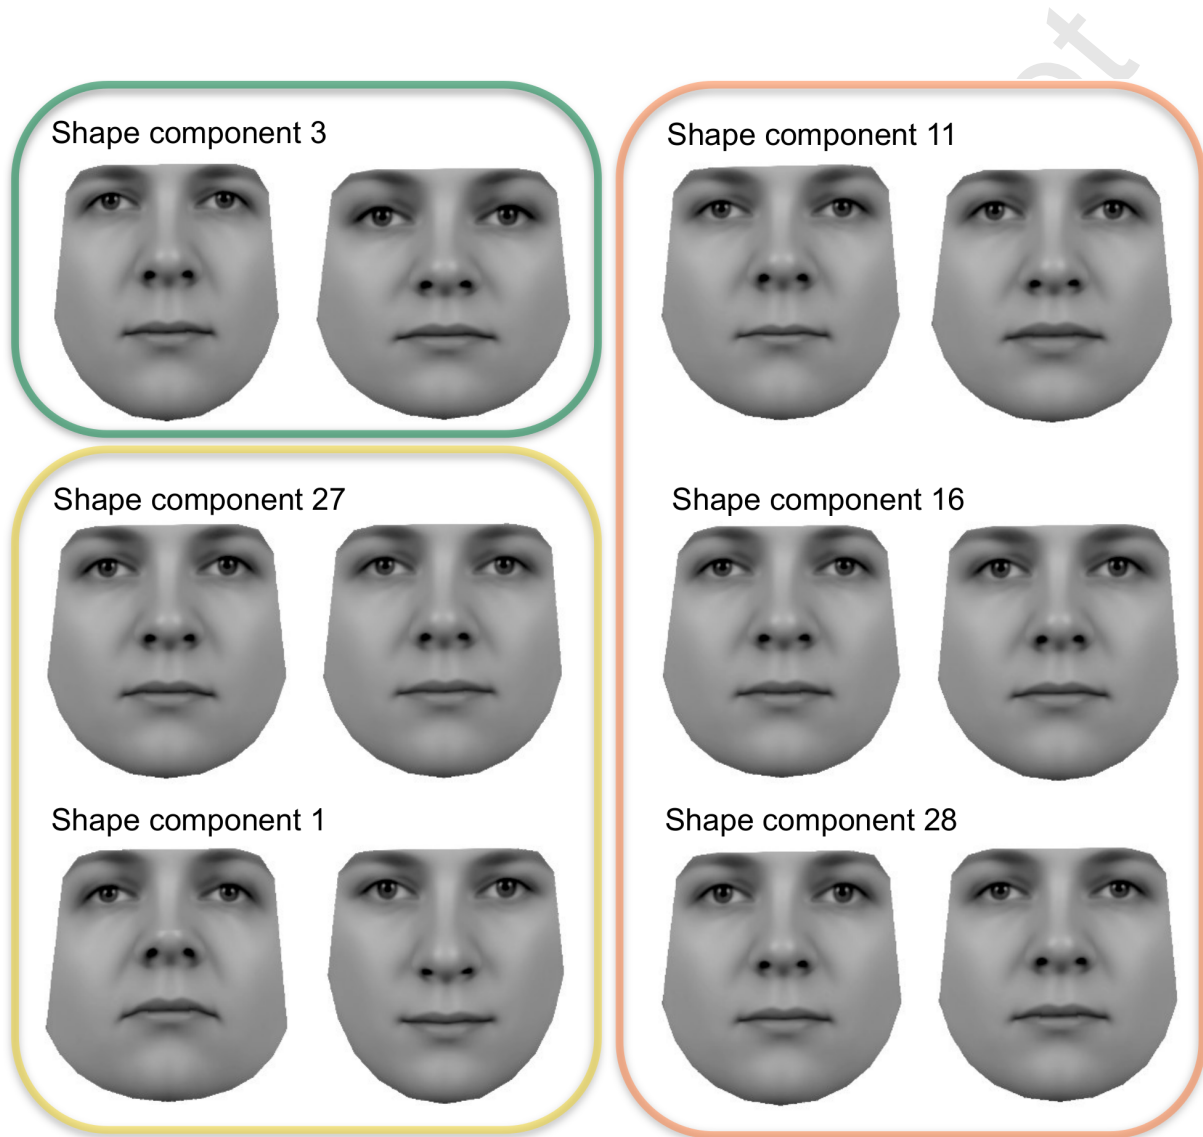 Shape component 3
Shape component 11
Shape component 27
Shape component 16
Shape component 1
Shape component 28